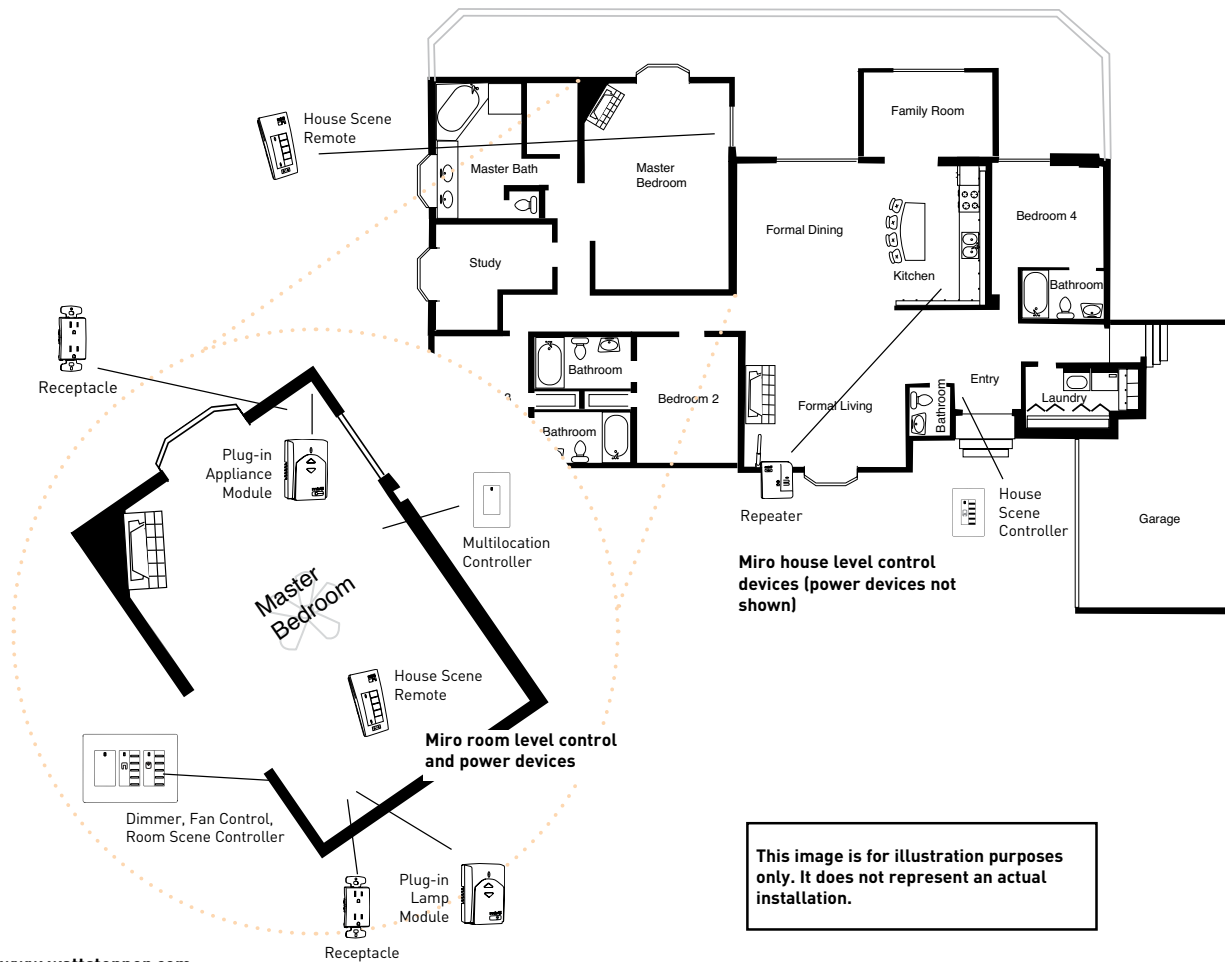 House Scene
Remote
Family Room
Master Bath
Master
Bedroom
Formal Dining
Bedroom 4
Study
Kitchen
Bathroom
Receptacle
Bathroom
Bedroom 2
3
Bathroom
Formal Living
Bathroom
Entry
Laundry
Plug-in
Appliance
Module
Multilocation
Controller
Repeater
House
Scene
Controller
Garage
Miro house level control
devices (power devices not
shown)
Master
Bedroom
House Scene
Remote
Miro room level control
and power devices
Dimmer, Fan Control,
Room Scene Controller
Plug-in
Lamp
Module
Receptacle
This image is for illustration purposes
only. It does not represent an actual
installation.